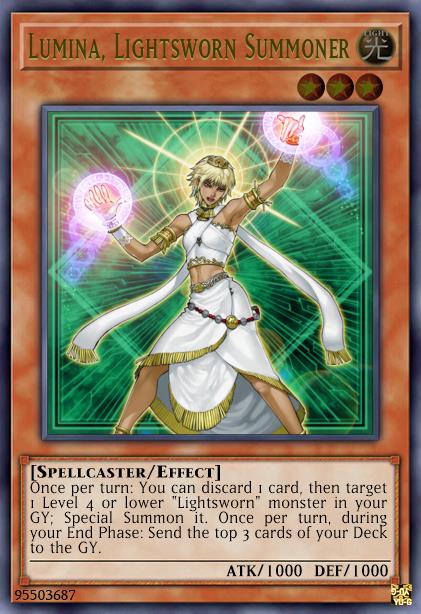 LUMINA, LIGHTSWORN SUMMONER
LIGHT
光
[SPELLCASTER/EFFECT]
Once per turn: You can discard 1 card, then target
1 Level 4 or lower "Lightsworn" monster in your
GY; Special Summon it. Once per turn, during
your End Phase: Send the top 3 cards of your Deck
to the GY.
ATK/1000 DEF/1000
95503687